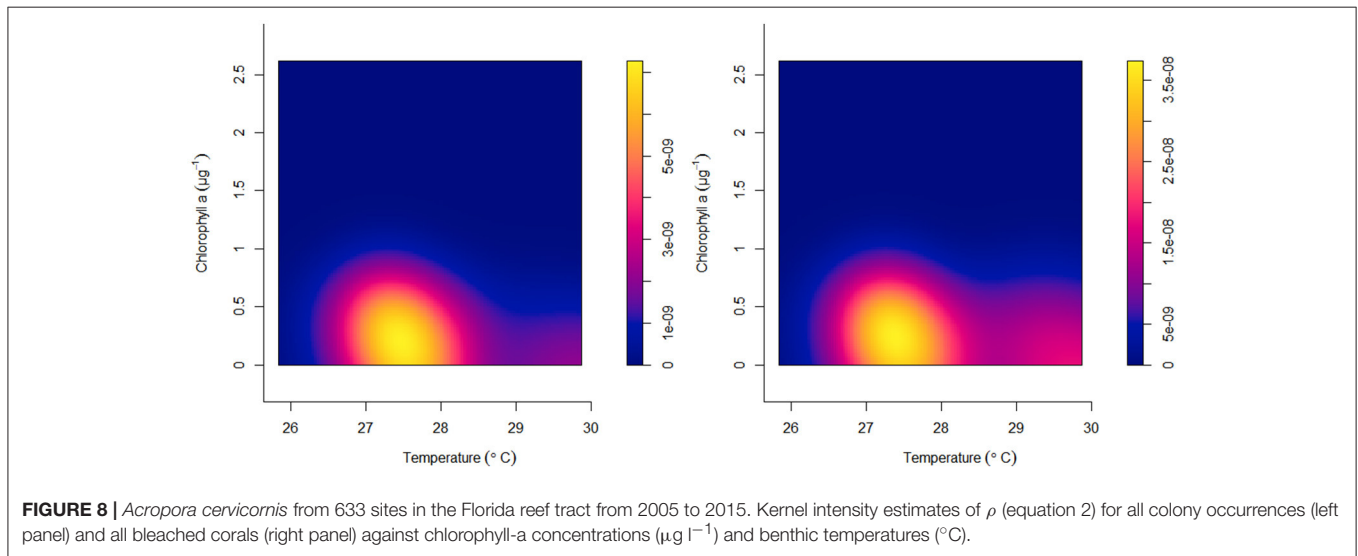 2.5
2
1.5
1
0.5
0
Chlorophyll a (µg⁻¹)
26 27 28 29 30
Temperature (° C)
5e-09
3e-09
1e-09
0
2.5
2
1.5
1
0.5
0
Chlorophyll a (µg⁻¹)
26 27 28 29 30
Temperature (° C)
3.5e-08
2.5e-08
1.5e-08
5e-09
0
FIGURE 8 | Acropora cervicornis from 633 sites in the Florida reef tract from 2005 to 2015. Kernel intensity estimates of ρ (equation 2) for all colony occurrences (left
panel) and all bleached corals (right panel) against chlorophyll-a concentrations (µg l⁻¹) and benthic temperatures (°C).